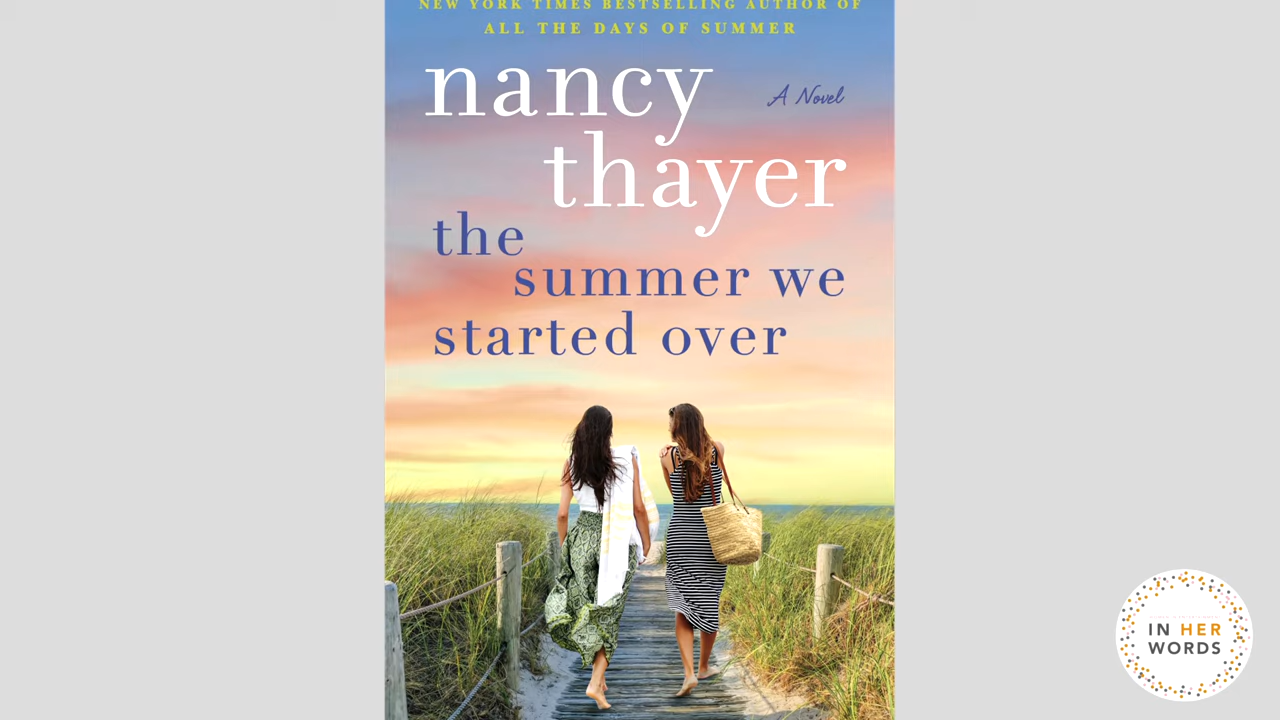 NEW YORK TIMES BESTSELLING AUTHOR OF
ALL THE DAYS OF SUMMER
nancy
A Novel
thayer
the
summer we
started over
IN HER
WORDS